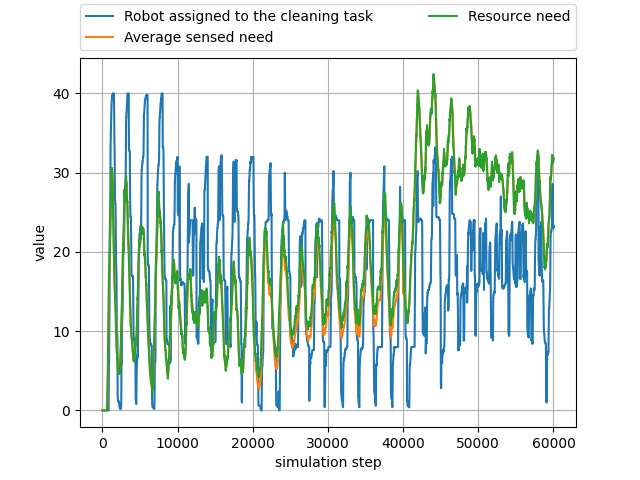 Robot assigned to the cleaning task
Average sensed need
Resource need
40
30
20
10
0
value
0 10000 20000 30000 40000 50000 60000
simulation step